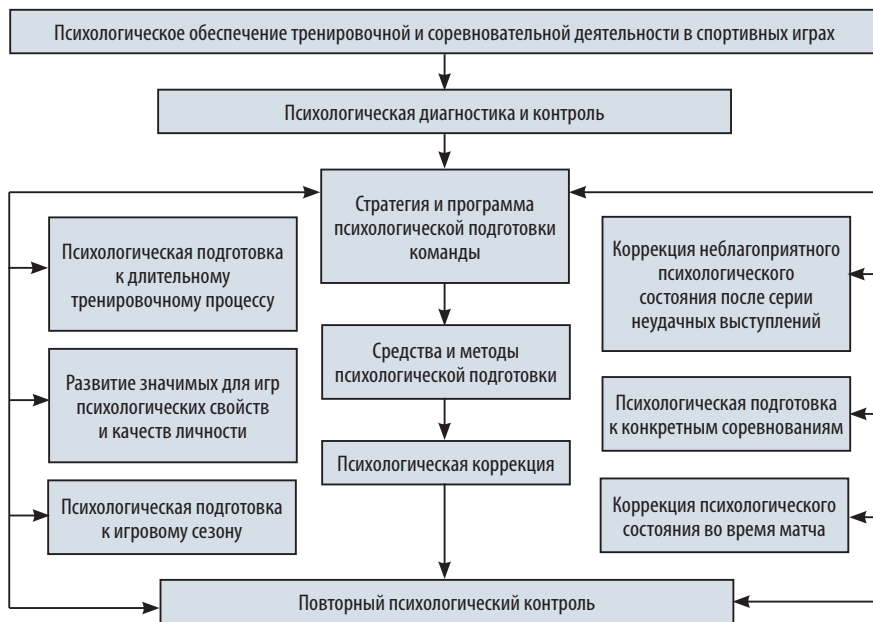 Психологическое обеспечение тренировочной и соревновательной деятельности в спортивных играх
Психологическая диагностика и контроль
Стратегия и программа
психологической подготовки
команды
Психологическая подготовка
к длительному
тренировочному процессу
Коррекция неблагоприятного
психологического
состояния после серии
неудачных выступлений
Средства и методы
психологической подготовки
Развитие значимых для игр
психологических свойств
и качеств личности
Психологическая подготовка
к конкретным соревнованиям
Психологическая коррекция
Психологическая подготовка
к игровому сезону
Коррекция психологического
состояния во время матча
Повторный психологический контроль